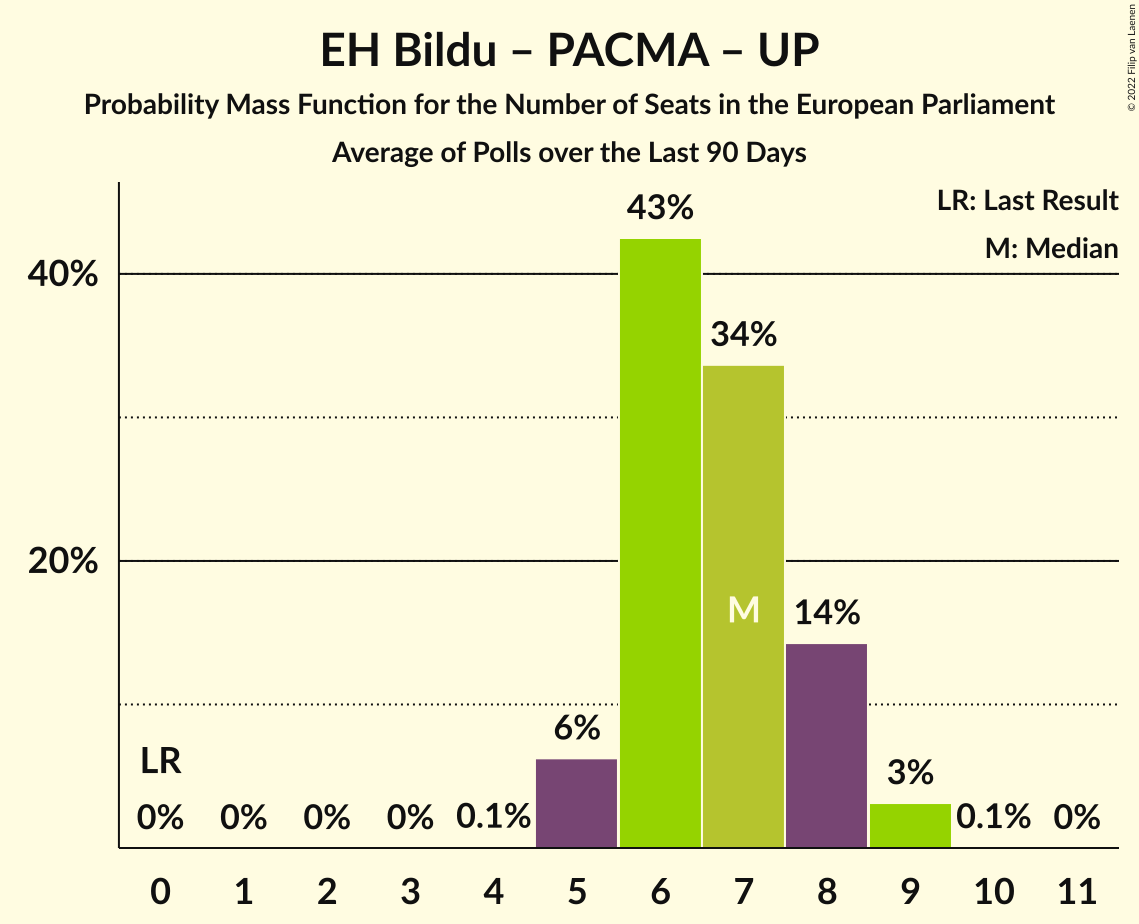 EH Bildu – PACMA – UP
Probability Mass Function for the Number of Seats in the European Parliament
Average of Polls over the Last 90 Days
© 2022 Filip van Laenen
LR: Last Result
M: Median
43%
40%
34%
20%
M
14%
6%
LR
3%
0% 0% 0% 0% 0.1% 0.1% 0%
0 1 2 3 4 5 6 7 8 9 10 11